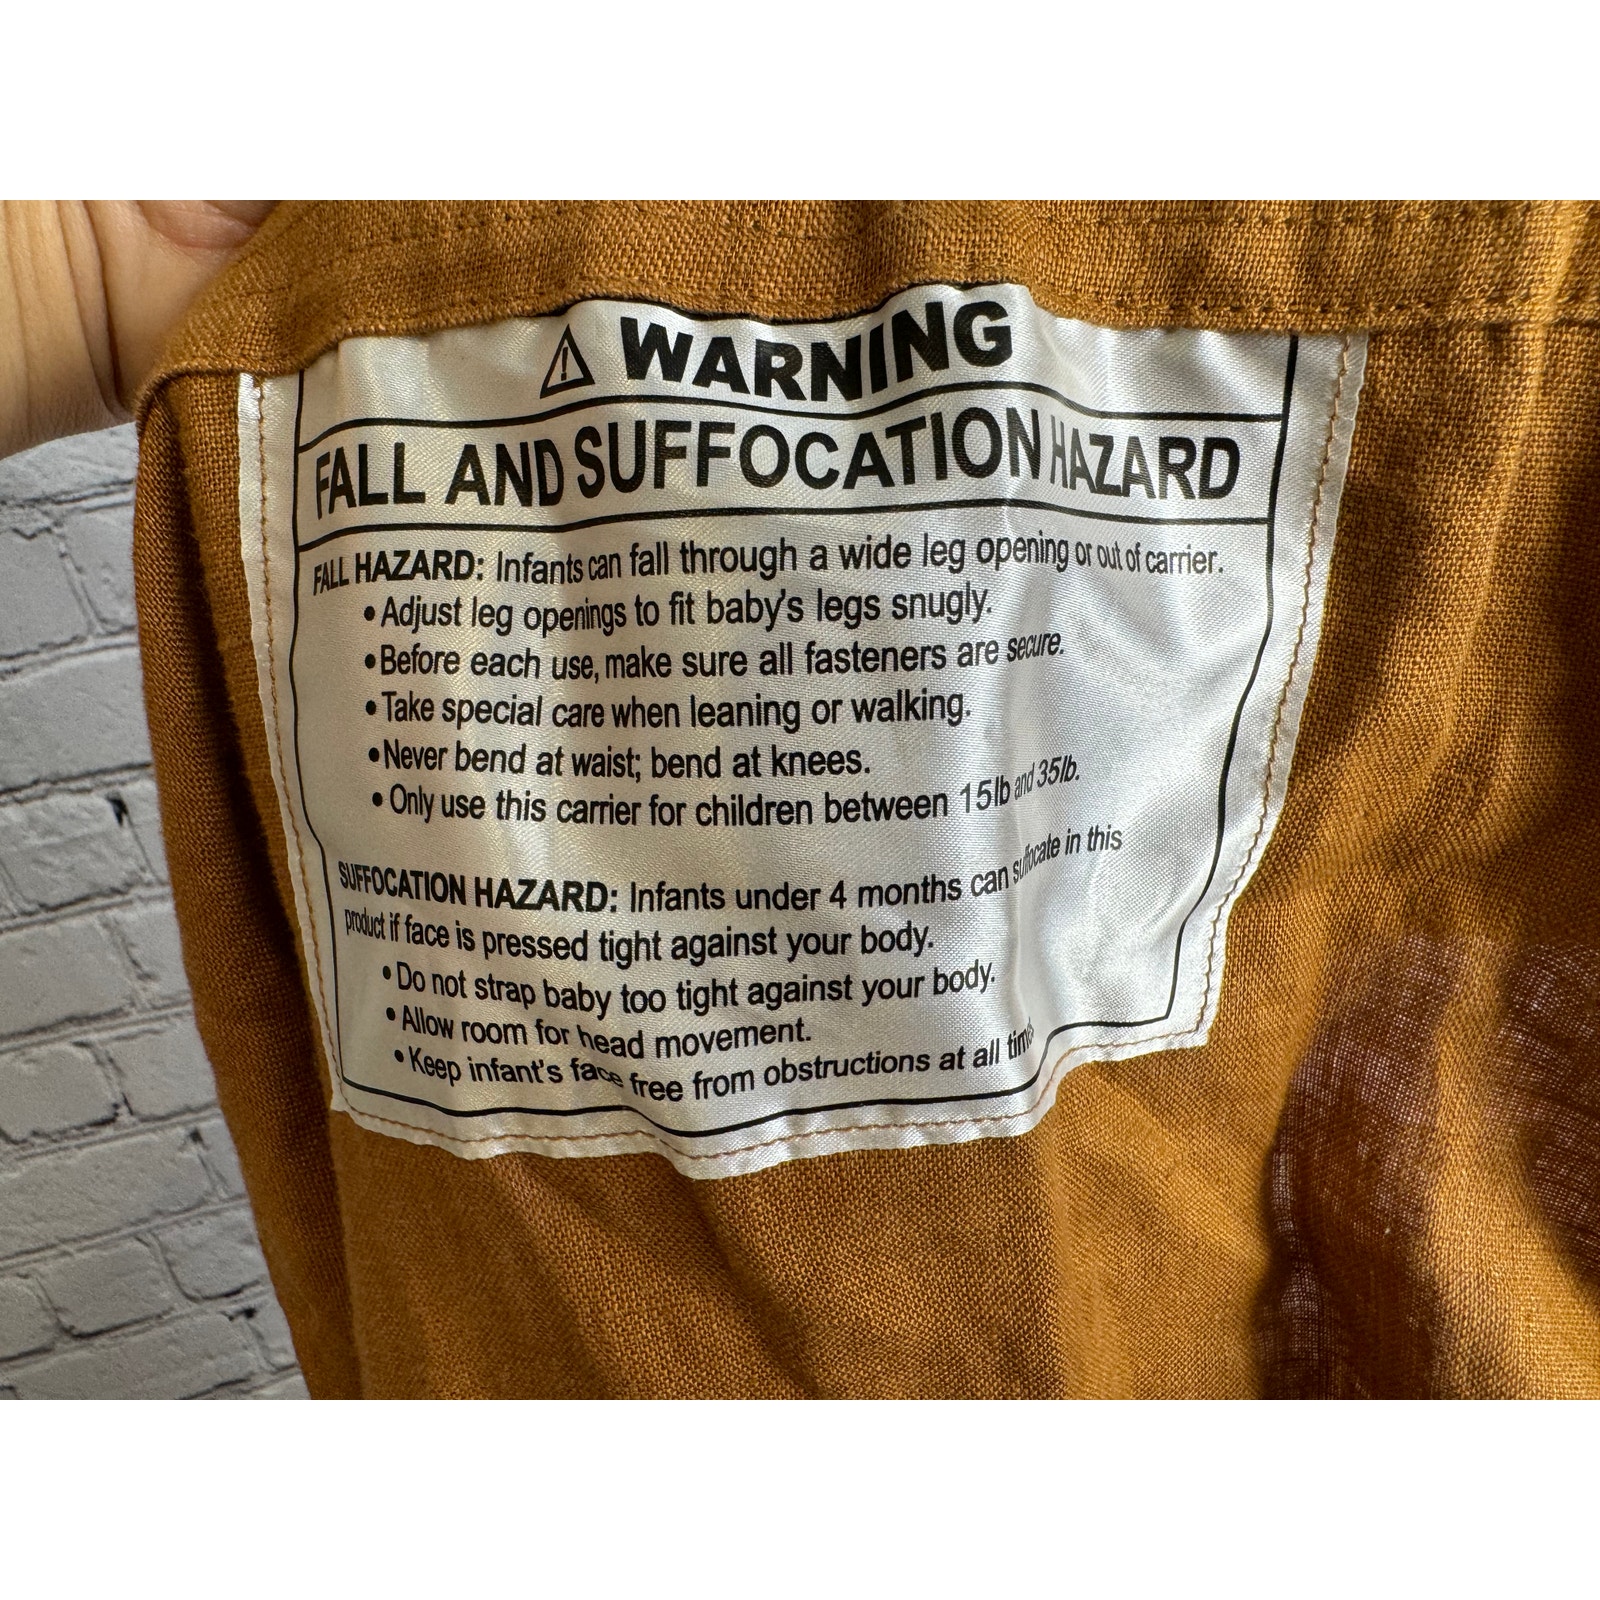 ⚠ WARNING
FALL AND SUFFOCATION HAZARD
FALL HAZARD: Infants can fall through a wide leg opening or out of carrier.
• Adjust leg openings to fit baby's legs snugly.
• Before each use, make sure all fasteners are secure.
• Take special care when leaning or walking.
• Never bend at waist; bend at knees.
• Only use this carrier for children between 15lb and 35lb.
SUFFOCATION HAZARD: Infants under 4 months can suffocate in this
product if face is pressed tight against your body.
• Do not strap baby too tight against your body.
• Allow room for head movement.
• Keep infant's face free from obstructions at all times